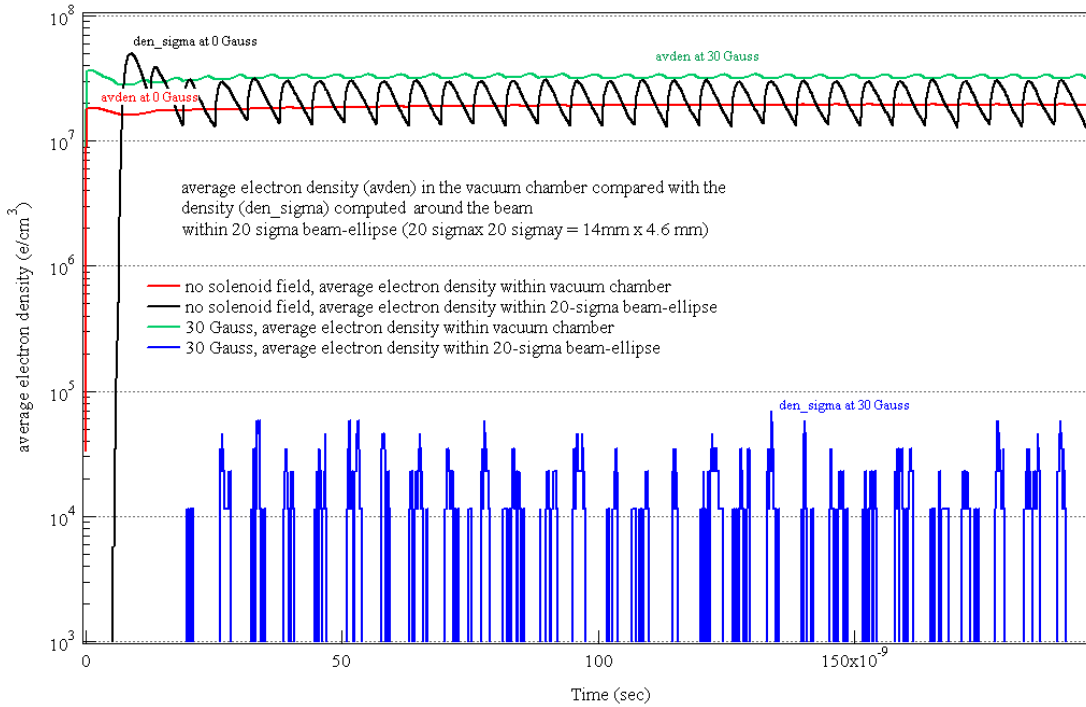 10^8
den_sigma at 0 Gauss
avden at 30 Gauss
avden at 0 Gauss
10^7
average electron density (avden) in the vacuum chamber compared with the
density (den_sigma) computed around the beam
within 20 sigma beam-ellipse (20 sigmax 20 sigmay = 14mm x 4.6 mm)
average electron density (e/cm^3)
10^6
no solenoid field, average electron density within vacuum chamber
no solenoid field, average electron density within 20-sigma beam-ellipse
30 Gauss, average electron density within vacuum chamber
30 Gauss, average electron density within 20-sigma beam-ellipse
10^5
den_sigma at 30 Gauss
10^4
10^3
0 50 100 150x10^-9
Time (sec)